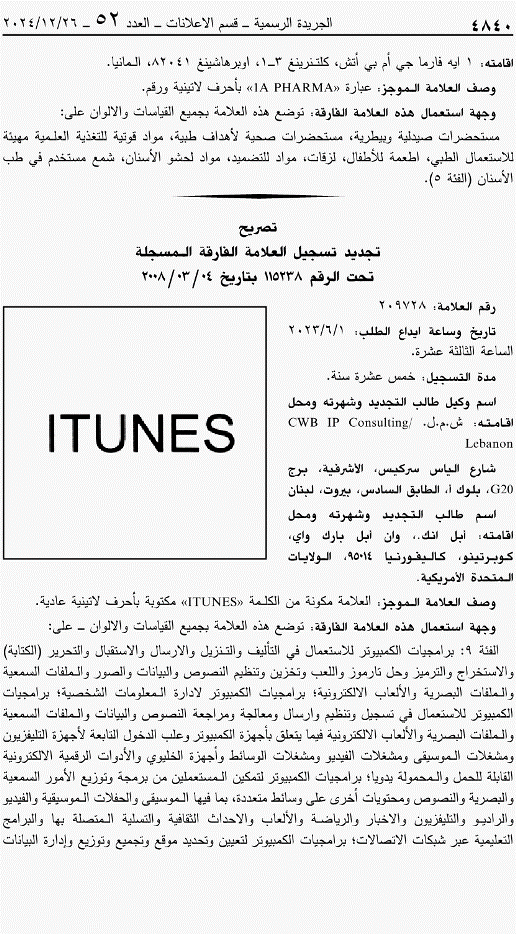 ٤٨٤٠ الجريدة الرسمية ــ قسم الاعلانات ــ العدد ٥٢ ــ ٢٠٢٤/١٢/٢٦
اقامته: ١ ايه فارما جي أم بي أتش، كلتنرينغ ٣ــ١، اوبرهاشينغ ٨٢٠٤١، المانيا.
وصف العلامة الموجز: عبارة «1A PHARMA» بأحرف لاتينية ورقم.
وجهة استعمال هذه العلامة الفارقة: توضع هذه العلامة بجميع القياسات والالوان على:
مستحضرات صيدلية وبيطرية، مستحضرات صحية لأهداف طبية، مواد قوتية للتغذية العلمية مهيئة
للاستعمال الطبي، اطعمة للأطفال، لزقات، مواد للتضميد، مواد لحشو الأسنان، شمع مستخدم في طب
الأسنان (الفئة ٥).
تصريح
تجديد تسجيل العلامة الفارقة المسجلة
تحت الرقم ١١٥٢٣٨ بتاريخ ٢٠٠٨/٠٣/٠٤
رقم العلامة: ٢٠٩٧٢٨
تاريخ وساعة ايداع الطلب: ٢٠٢٣/٦/١
الساعة الثالثة عشرة.
مدة التسجيل: خمس عشرة سنة.
اسم وكيل طالب التجديد وشهرته ومحل
اقامته: ش.م.ل. CWB IP Consulting/
Lebanon
شارع الياس سركيس، الأشرفية، برج
G20، بلوك أ، الطابق السادس، بيروت، لبنان
اسم طالب التجديد وشهرته ومحل
اقامته: أبل انك.، وان أبل بارك واي،
كوبرتينو، كاليفورنيا ٩٥٠١٤، الولايات
المتحدة الأمريكية.
ITUNES
وصف العلامة الموجز: العلامة مكونة من الكلمة «ITUNES» مكتوبة بأحرف لاتينية عادية.
وجهة استعمال هذه العلامة الفارقة: توضع هذه العلامة بجميع القياسات والالوان ــ على:
الفئة ٩: برامجيات الكمبيوتر للاستعمال في التأليف والتنزيل والارسال والاستقبال والتحرير (الكتابة)
والاستخراج والترميز وحل تارموز واللعب وتخزين وتنظيم النصوص والبيانات والصور والملفات السمعية
والملفات البصرية والألعاب الالكترونية؛ برامجيات الكمبيوتر لادارة المعلومات الشخصية؛ برامجيات
الكمبيوتر للاستعمال في تسجيل وتنظيم وارسال ومعالجة ومراجعة النصوص والبيانات والملفات السمعية
والملفات البصرية والألعاب الالكترونية فيما يتعلق بأجهزة الكمبيوتر وعلب الدخول التابعة لأجهزة التليفزيون
ومشغلات الموسيقى ومشغلات الفيديو ومشغلات الوسائط وأجهزة الخليوي والأدوات الرقمية الالكترونية
القابلة للحمل والمحمولة يدويا؛ برامجيات الكمبيوتر لتمكين المستعملين من برمجة وتوزيع الأمور السمعية
والبصرية والنصوص ومحتويات أخرى على وسائط متعددة، بما فيها الموسيقى والحفلات الموسيقية والفيديو
والراديو والتليفزيون والاخبار والرياضة والألعاب والاحداث الثقافية والتسلية المتصلة بها والبرامج
التعليمية عبر شبكات الاتصالات؛ برامجيات الكمبيوتر لتعيين وتحديد موقع وتجميع وتوزيع وإدارة البيانات